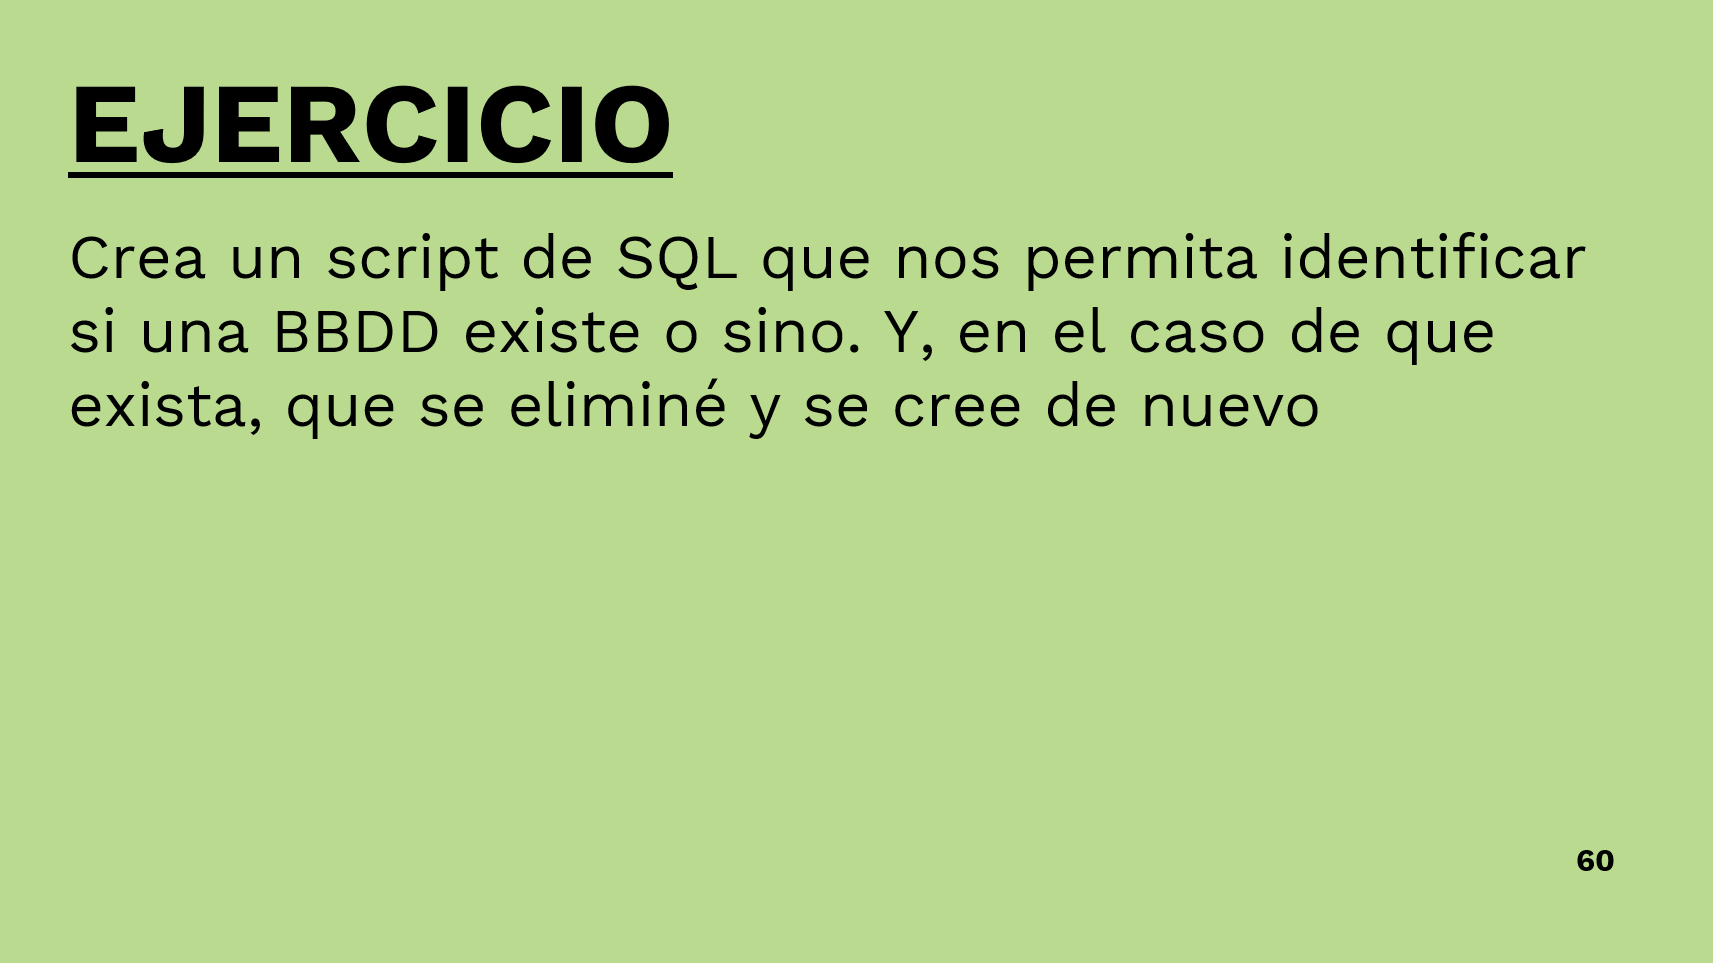 EJERCICIO
Crea un script de SQL que nos permita identificar
si una BBDD existe o sino. Y, en el caso de que
exista, que se eliminé y se cree de nuevo
60